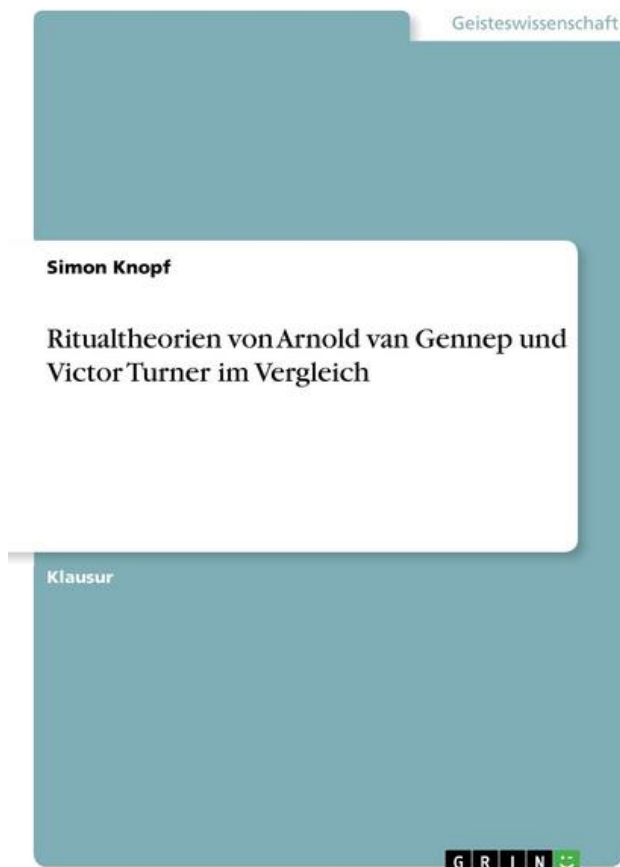 Geisteswissenschaft
Simon Knopf
Ritualtheorien von Arnold van Gennep und
Victor Turner im Vergleich
Klausur
GRIN